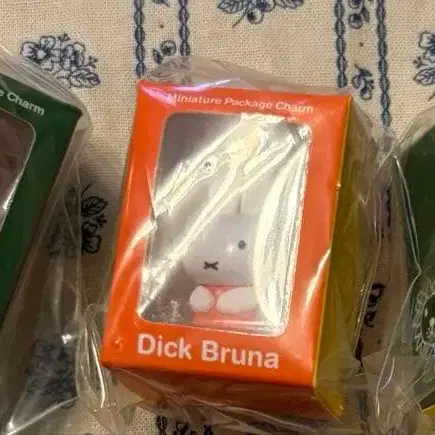 e Charm
Miniature Package Charm
Dick Bruna